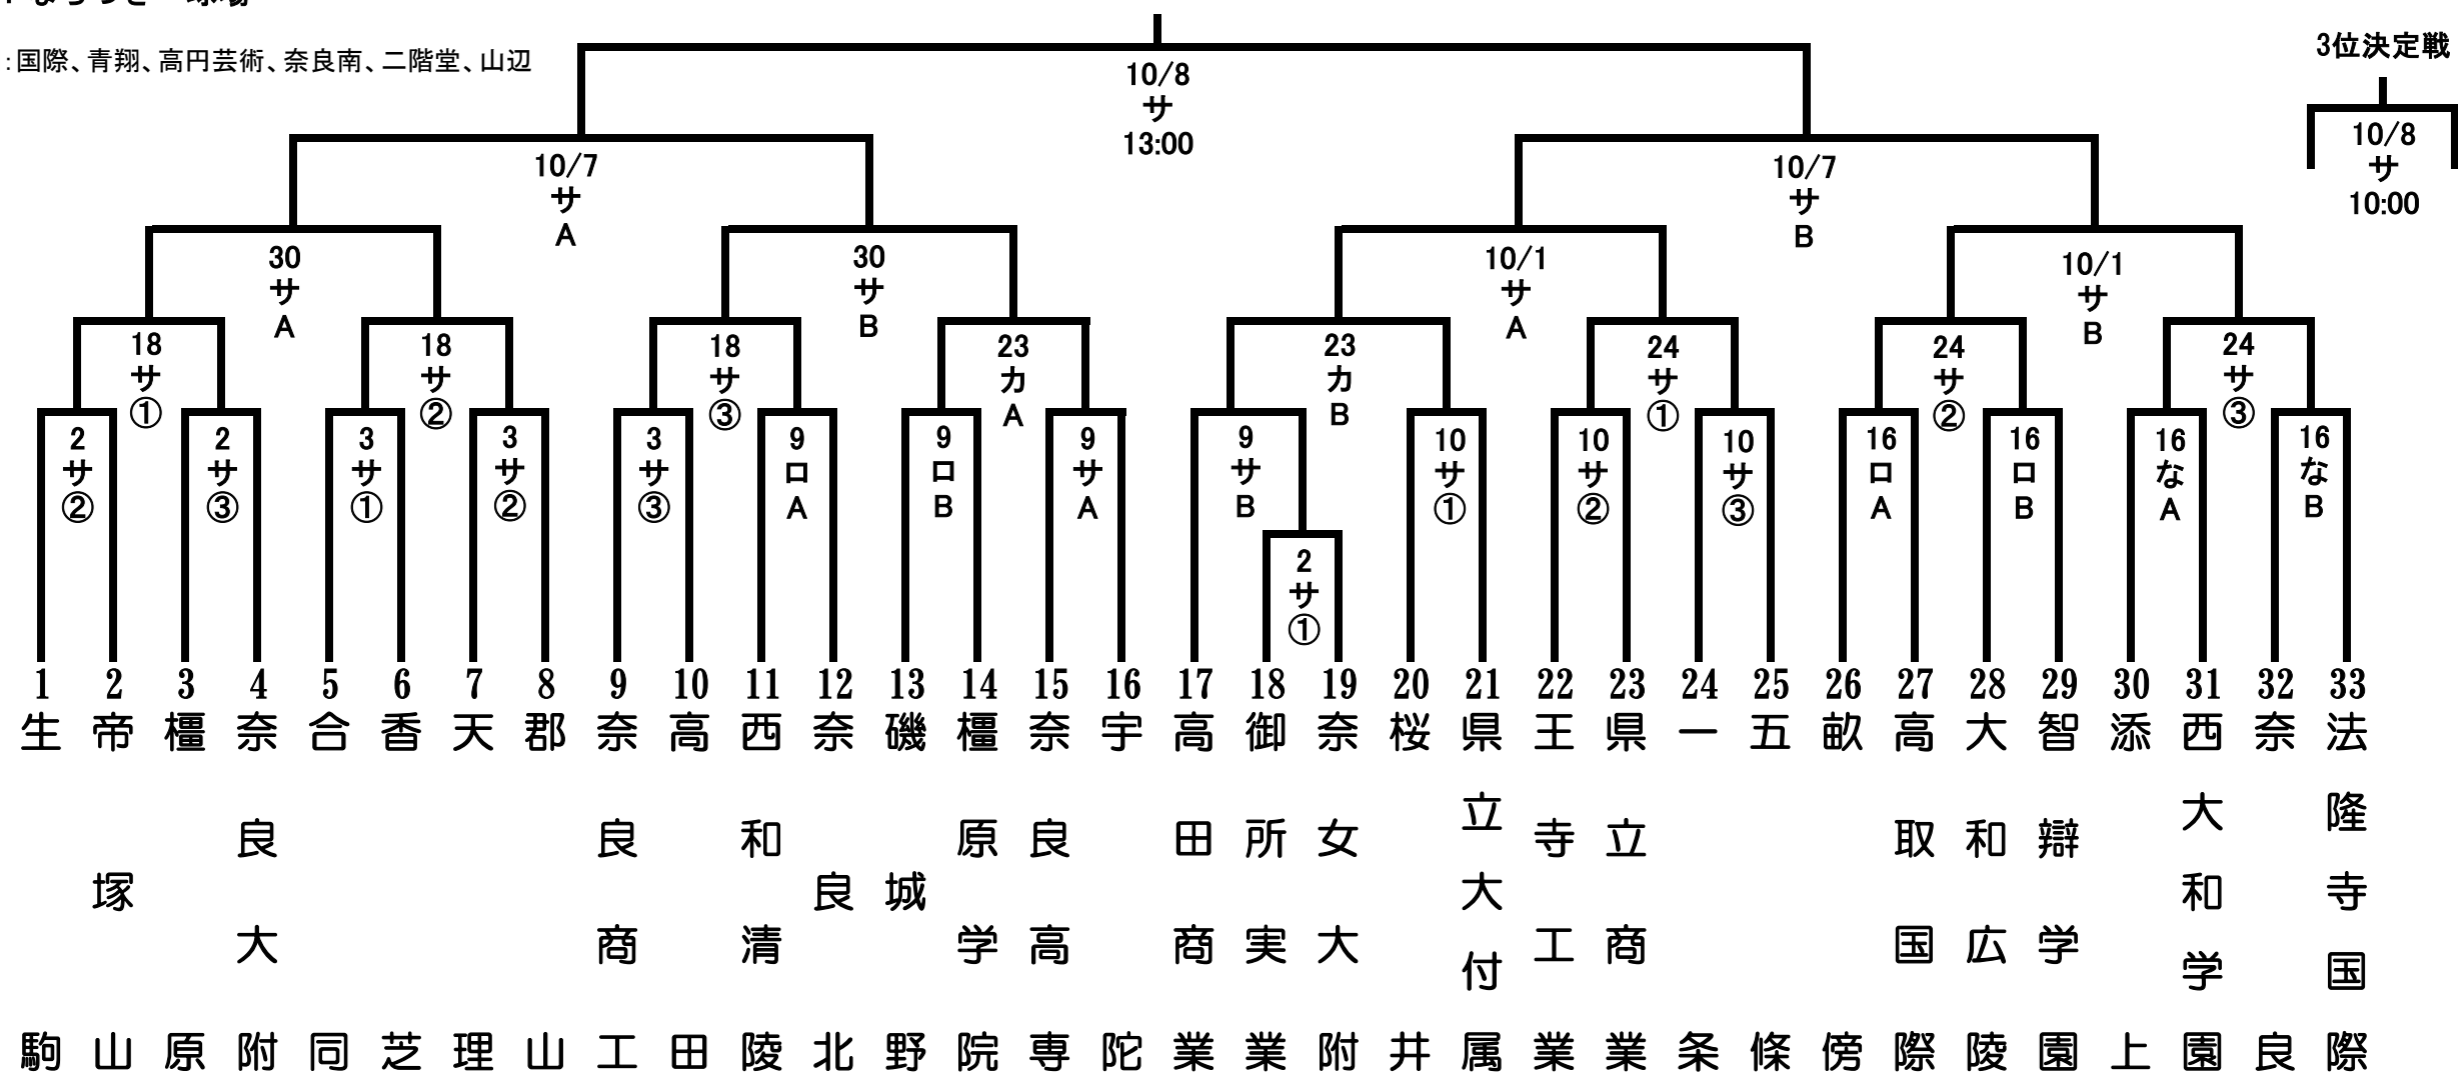 :国際、青翔、高円芸術、奈良南、二階堂、山辺
3位決定戦
10/8
サ
13:00
10/8
サ
10:00
10/7
サ
A
10/7
サ
B
30
サ
A
30
サ
B
10/1
サ
A
10/1
サ
B
18
サ
①
18
サ
②
18
サ
③
23
カ
A
23
カ
B
24
サ
①
24
サ
②
24
サ
③
2
サ
②
2
サ
③
3
サ
①
3
サ
②
3
サ
③
9
ロ
A
9
ロ
B
9
サ
A
9
サ
B
10
サ
①
10
サ
②
10
サ
③
16
ロ
A
16
ロ
B
16
な
A
16
な
B
2
サ
①
1 生駒
2 帝塚山
3 橿原
4 奈良大附
5 合同
6 香芝
7 天理
8 郡山
9 奈良商工
10 高田
11 西和清陵
12 奈良北
13 磯城野
14 橿原学院
15 奈良高専
16 宇陀
17 高田商業
18 御所実業
19 奈女大附
20 桜井
21 県立大付属
22 王寺工業
23 県立商業
24 一条
25 五條
26 畝傍
27 高取国際
28 大和広陵
29 智辯学園
30 添上
31 西大和学園
32 奈良
33 法隆寺国際